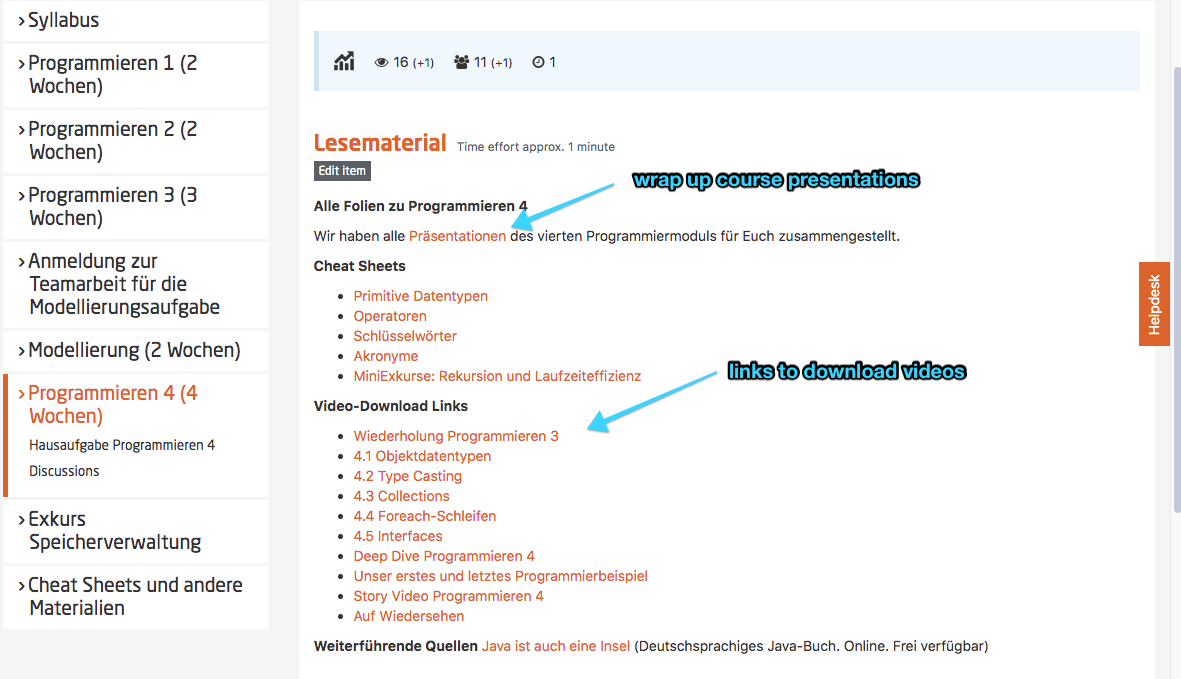 Syllabus
Programmieren 1 (2
Wochen)
Programmieren 2 (2
Wochen)
Programmieren 3 (3
Wochen)
Anmeldung zur
Teamarbeit für die
Modellierungsaufgabe
Modellierung (2 Wochen)
Programmieren 4 (4
Wochen)
Hausaufgabe Programmieren 4
Discussions
Exkurs
Speicherverwaltung
Cheat Sheets und andere
Materialien
16 (+1) 11 (+1) 1
Lesematerial Time effort approx. 1 minute
Edit item
wrap up course presentations
Alle Folien zu Programmieren 4
Wir haben alle Präsentationen des vierten Programmiermoduls für Euch zusammengestellt.
Cheat Sheets
Primitive Datentypen
Operatoren
Schlüsselwörter
Akronyme
MiniExkurse: Rekursion und Laufzeiteffizienz
links to download videos
Video-Download Links
Wiederholung Programmieren 3
4.1 Objektdatentypen
4.2 Type Casting
4.3 Collections
4.4 Foreach-Schleifen
4.5 Interfaces
Deep Dive Programmieren 4
Unser erstes und letztes Programmierbeispiel
Story Video Programmieren 4
Auf Wiedersehen
Weiterführende Quellen Java ist auch eine Insel (Deutschsprachiges Java-Buch. Online. Frei verfügbar)
Helpdesk